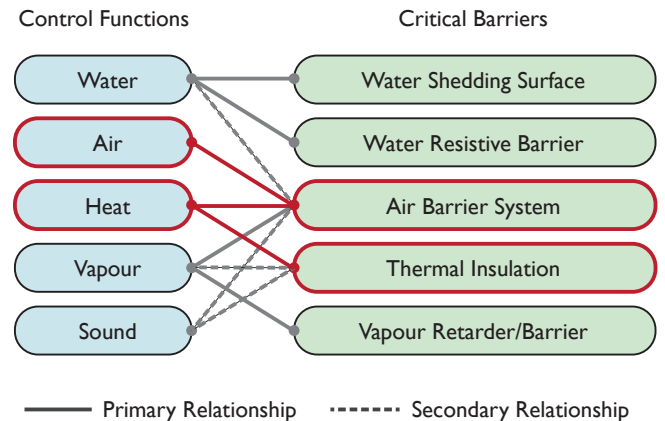 Control Functions
Critical Barriers
Water
Water Shedding Surface
Air
Water Resistive Barrier
Heat
Air Barrier System
Vapour
Thermal Insulation
Sound
Vapour Retarder/Barrier
Primary Relationship
Secondary Relationship